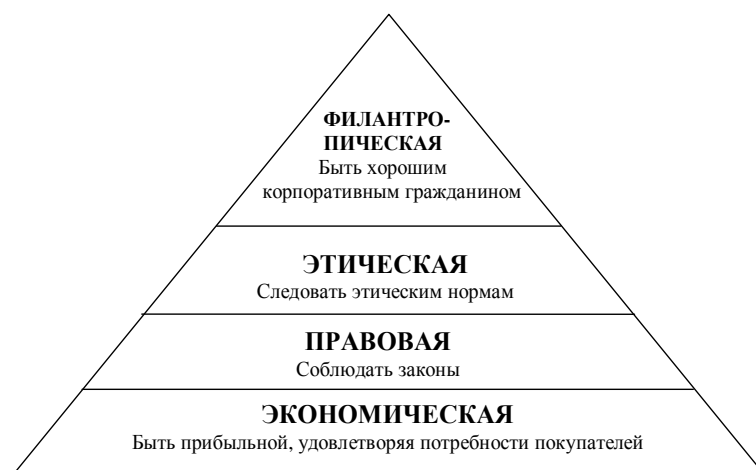 ФИЛАНТРО-
ПИЧЕСКАЯ
Быть хорошим
корпоративным гражданином
ЭТИЧЕСКАЯ
Следовать этическим нормам
ПРАВОВАЯ
Соблюдать законы
ЭКОНОМИЧЕСКАЯ
Быть прибыльной, удовлетворяя потребности покупателей